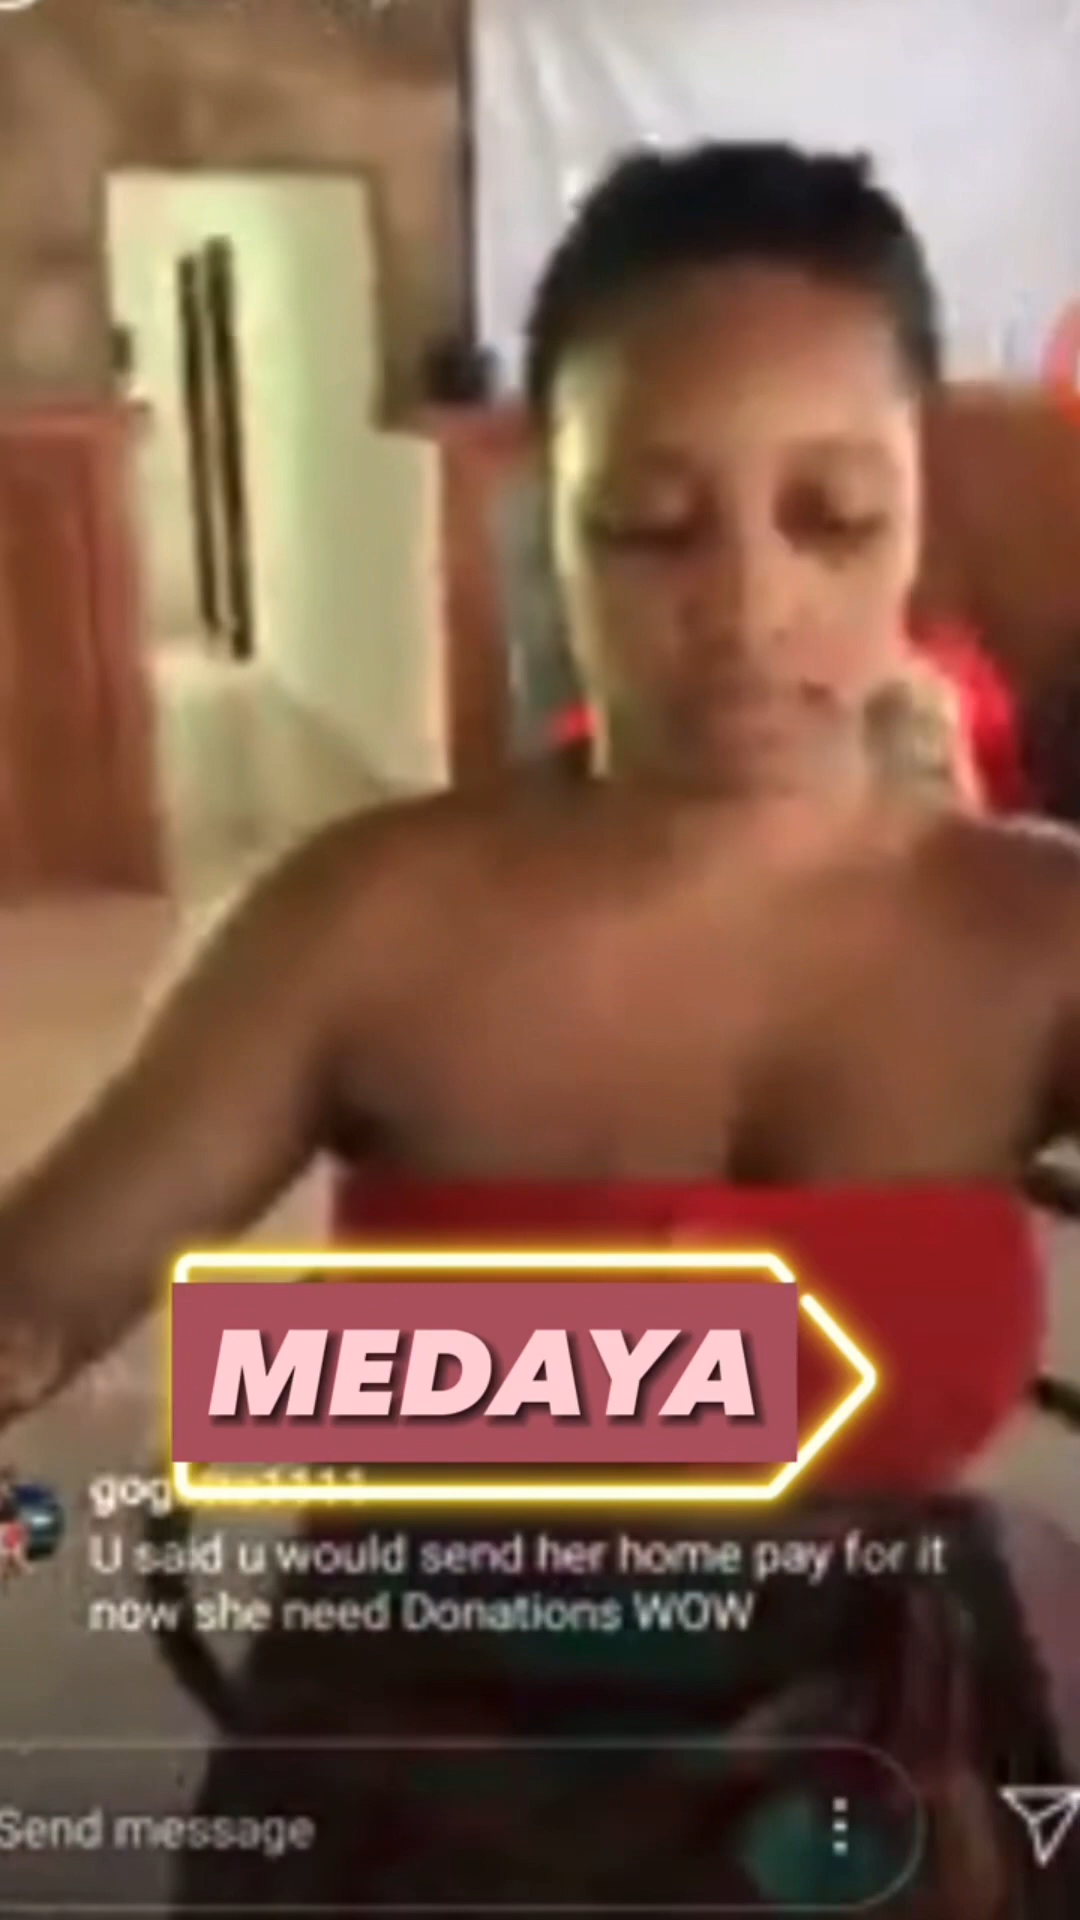 MEDAYA
U said u would send her home pay for it
now she need Donations WOW
Send message